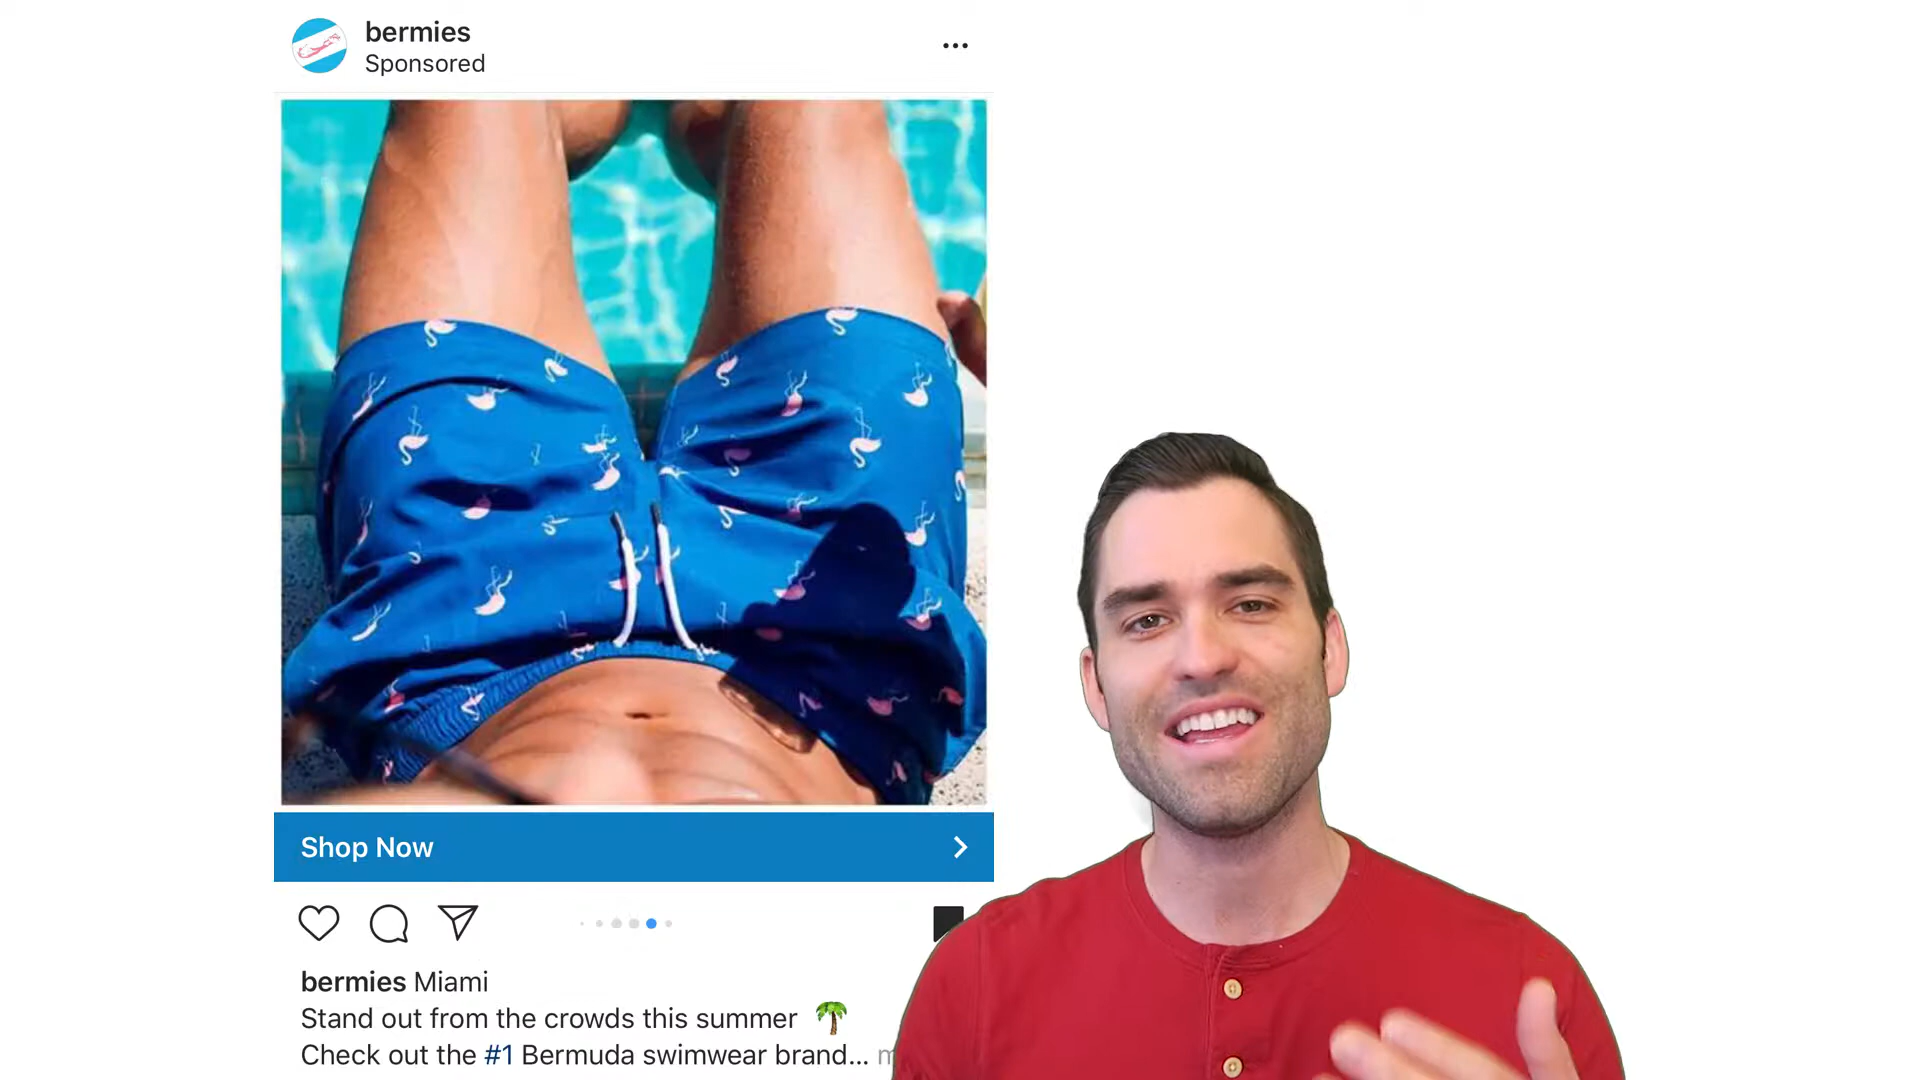 bermies
Sponsored
Shop Now
bermies Miami
Stand out from the crowds this summer 🌴
Check out the #1 Bermuda swimwear brand...